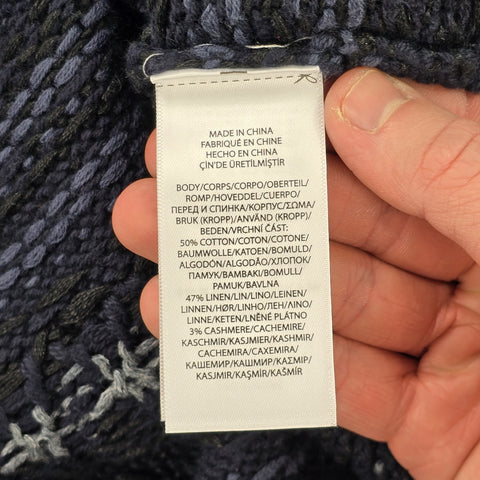 MADE IN CHINA
FABRIQUÉ EN CHINE
HECHO EN CHINA
ÇİN'DE ÜRETİLMİŞTİR
BODY/CORPS/CORPO/OBERTEIL/
ROMP/HOVEDDEL/CUERPO/
ПЕРЕД И СПИНКА/КОРПУС/ΣΩΜΑ/
BRUK (KROPP)/ANVÄND (KROPP)/
BEDEN/VRCHNÍ ČÁST:
50% COTTON/COTON/COTONE/
BAUMWOLLE/KATOEN/BOMULD/
ALGODÓN/ALGODÃO/ХЛОПОК/
ПАМУК/ΒΑΜΒΑΚΙ/BOMULL/
PAMUK/BAVLNA
47% LINEN/LIN/LINO/LEINEN/
LINNEN/HØR/LINHO/ЛЕН/ΛΙΝΟ/
LINNE/KETEN/LNĚNÉ PLÁTNO
3% CASHMERE/CACHEMIRE/
KASCHMIR/KASJMIER/KASHMIR/
CACHEMIRA/CAXEMIRA/
КАШЕМИР/КАШМИР/ΚΑΣΜΙΡ/
KASJMIR/KAŞMİR/KAŠMÍR